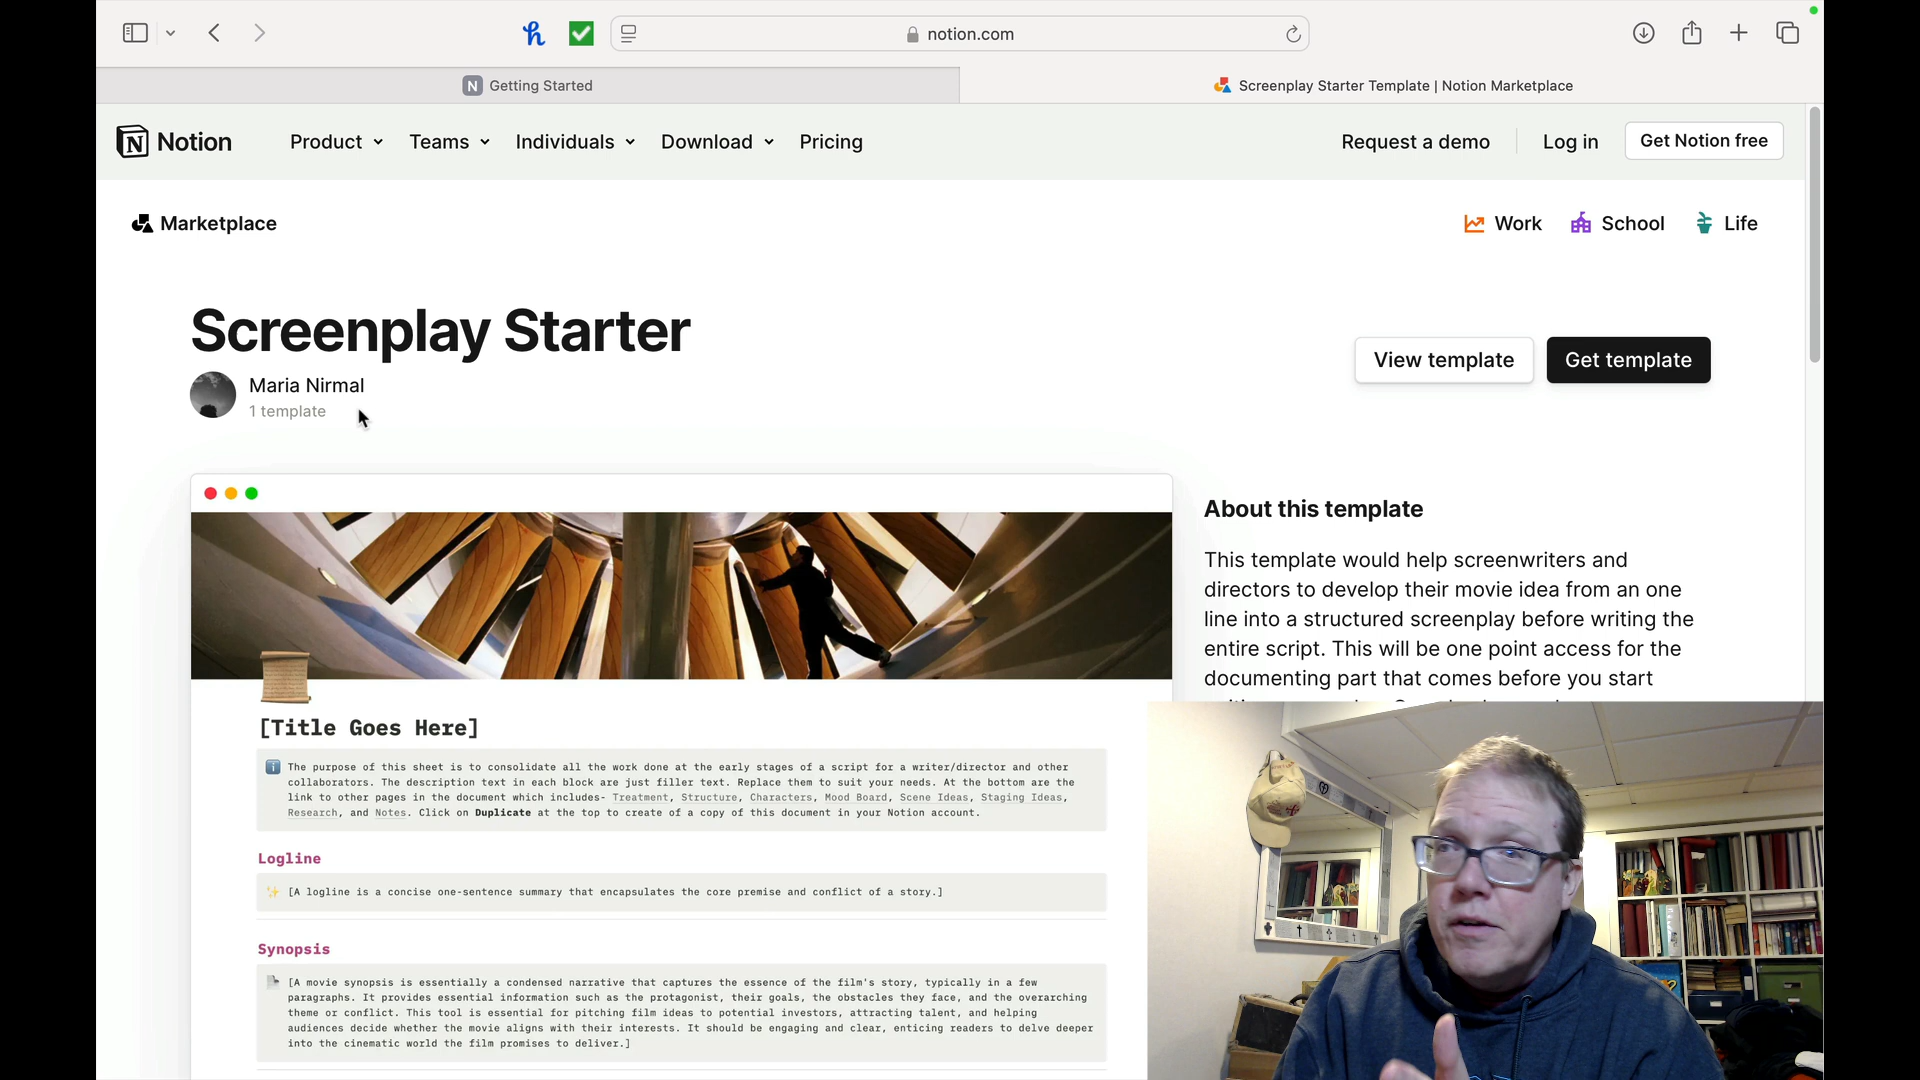 notion.com
N Getting Started
Screenplay Starter Template | Notion Marketplace
Notion
Product
Teams
Individuals
Download
Pricing
Request a demo
Log in
Get Notion free
Marketplace
Work
School
Life
Screenplay Starter
Maria Nirmal
1 template
View template
Get template
About this template
This template would help screenwriters and
directors to develop their movie idea from an one
line into a structured screenplay before writing the
entire script. This will be one point access for the
documenting part that comes before you start
[Title Goes Here]
The purpose of this sheet is to consolidate all the work done at the early stages of a script for a writer/director and other
collaborators. The description text in each block are just filler text. Replace them to suit your needs. At the bottom are the
link to other pages in the document which includes- Treatment, Structure, Characters, Mood Board, Scene Ideas, Staging Ideas,
Research, and Notes. Click on Duplicate at the top to create of a copy of this document in your Notion account.
Logline
[A logline is a concise one-sentence summary that encapsulates the core premise and conflict of a story.]
Synopsis
[A movie synopsis is essentially a condensed narrative that captures the essence of the film's story, typically in a few
paragraphs. It provides essential information such as the protagonist, their goals, the obstacles they face, and the overarching
theme or conflict. This tool is essential for pitching film ideas to potential investors, attracting talent, and helping
audiences decide whether the movie aligns with their interests. It should be engaging and clear, enticing readers to delve deeper
into the cinematic world the film promises to deliver.]